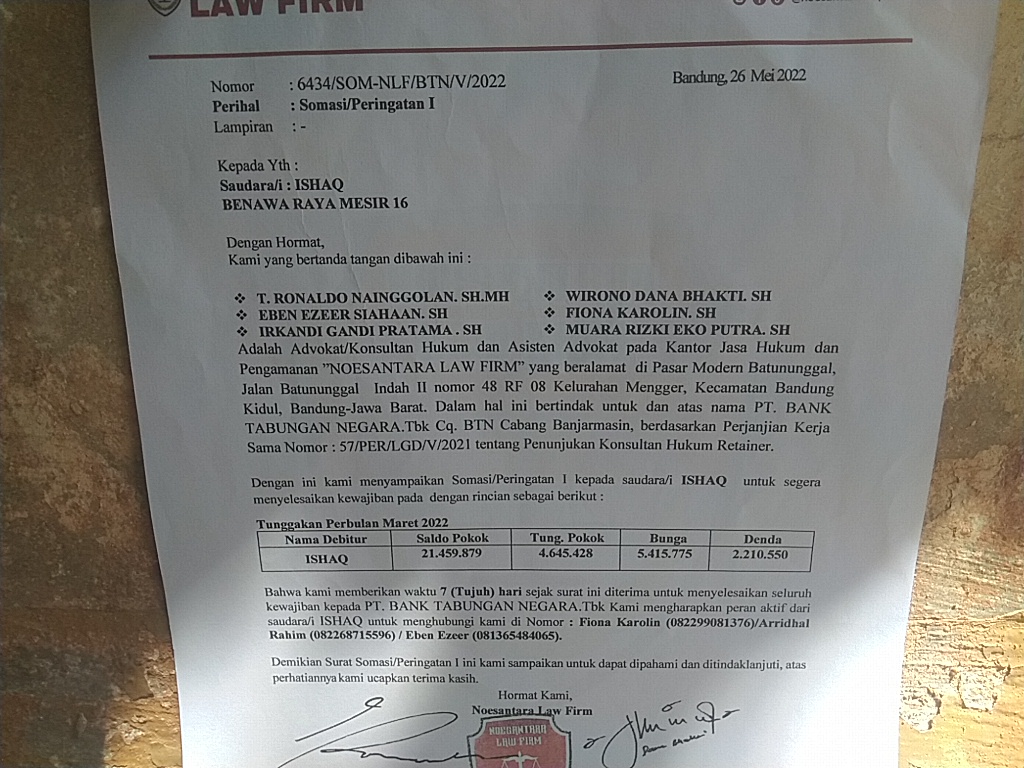 LAW FIRM
Nomor : 6434/SOM-NLF/BTN/V/2022
Bandung, 26 Mei 2022
Perihal : Somasi/Peringatan I
Lampiran : -
Kepada Yth :
Saudara/i : ISHAQ
BENAWA RAYA MESIR 16
Dengan Hormat,
Kami yang bertanda tangan dibawah ini :
❖ T. RONALDO NAINGGOLAN. SH.MH ❖ WIRONO DANA BHAKTI. SH
❖ EBEN EZEER SIAHAAN. SH ❖ FIONA KAROLIN. SH
❖ IRKANDI GANDI PRATAMA . SH ❖ MUARA RIZKI EKO PUTRA. SH
Adalah Advokat/Konsultan Hukum dan Asisten Advokat pada Kantor Jasa Hukum dan
Pengamanan ”NOESANTARA LAW FIRM” yang beralamat di Pasar Modern Batununggal,
Jalan Batununggal Indah II nomor 48 RF 08 Kelurahan Mengger, Kecamatan Bandung
Kidul, Bandung-Jawa Barat. Dalam hal ini bertindak untuk dan atas nama PT. BANK
TABUNGAN NEGARA.Tbk Cq. BTN Cabang Banjarmasin, berdasarkan Perjanjian Kerja
Sama Nomor : 57/PER/LGD/V/2021 tentang Penunjukan Konsultan Hukum Retainer.
Dengan ini kami menyampaikan Somasi/Peringatan I kepada saudara/i ISHAQ untuk segera
menyelesaikan kewajiban pada dengan rincian sebagai berikut :
Tunggakan Perbulan Maret 2022
Nama Debitur Saldo Pokok Tung. Pokok Bunga Denda
ISHAQ 21.459.879 4.645.428 5.415.775 2.210.550
Bahwa kami memberikan waktu 7 (Tujuh) hari sejak surat ini diterima untuk menyelesaikan seluruh
kewajiban kepada PT. BANK TABUNGAN NEGARA.Tbk Kami mengharapkan peran aktif dari
saudara/i ISHAQ untuk menghubungi kami di Nomor : Fiona Karolin (082299081376)/Arridhal
Rahim (082268715596) / Eben Ezeer (081365484065).
Demikian Surat Somasi/Peringatan I ini kami sampaikan untuk dapat dipahami dan ditindaklanjuti, atas
perhatiannya kami ucapkan terima kasih.
Hormat Kami,
Noesantara Law Firm
NOESANTARA
LAW FIRM